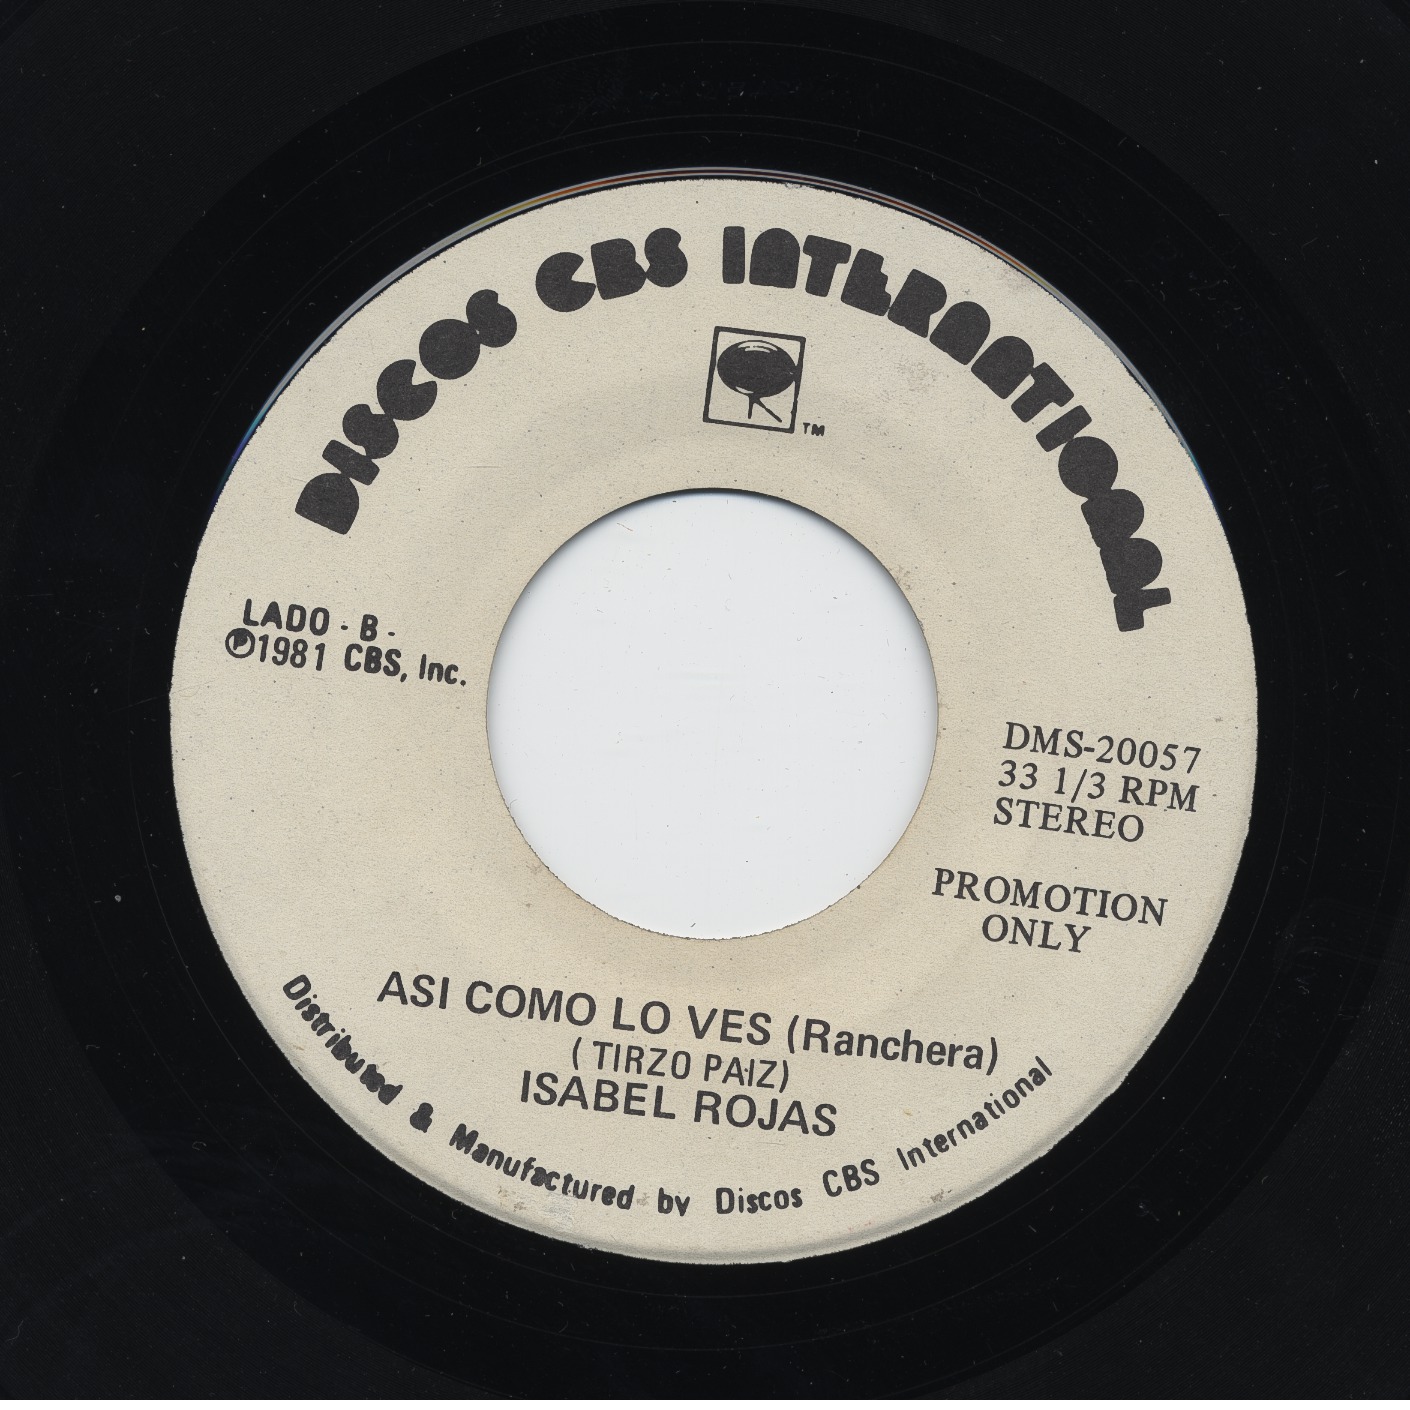 DISCOS CBS INTERNATIONAL
TM
LADO - B -
Ⓟ1981 CBS, Inc.
DMS-20057
33 1/3 RPM
STEREO
PROMOTION
ONLY
ASI COMO LO VES (Ranchera)
( TIRZO PAIZ)
ISABEL ROJAS
Distributed & Manufactured by Discos CBS International